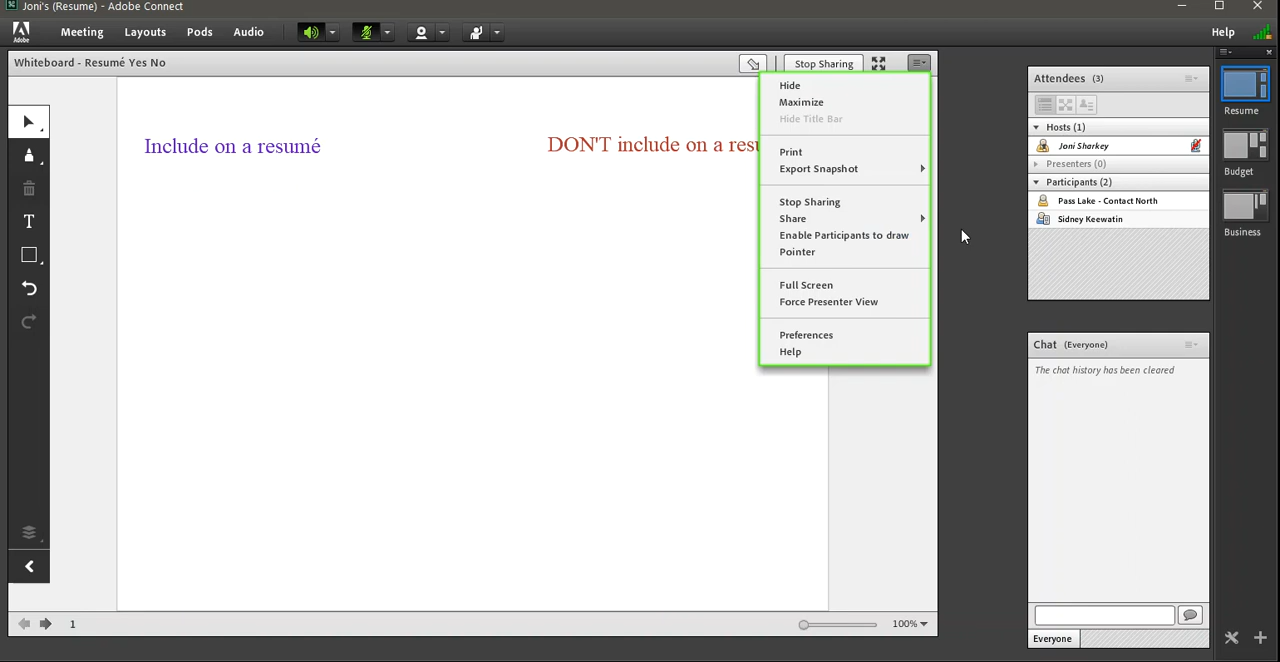 Joni's (Resume) - Adobe Connect
Adobe
Meeting Layouts Pods Audio Help
Whiteboard - Resumé Yes No
Stop Sharing
Include on a resumé
DON'T include on a resu
Hide
Maximize
Hide Title Bar
Print
Export Snapshot
Stop Sharing
Share
Enable Participants to draw
Pointer
Full Screen
Force Presenter View
Preferences
Help
T
1
100%
Attendees (3)
Hosts (1)
Joni Sharkey
Presenters (0)
Participants (2)
Pass Lake - Contact North
Sidney Keewatin
Chat (Everyone)
The chat history has been cleared
Everyone
Resume
Budget
Business